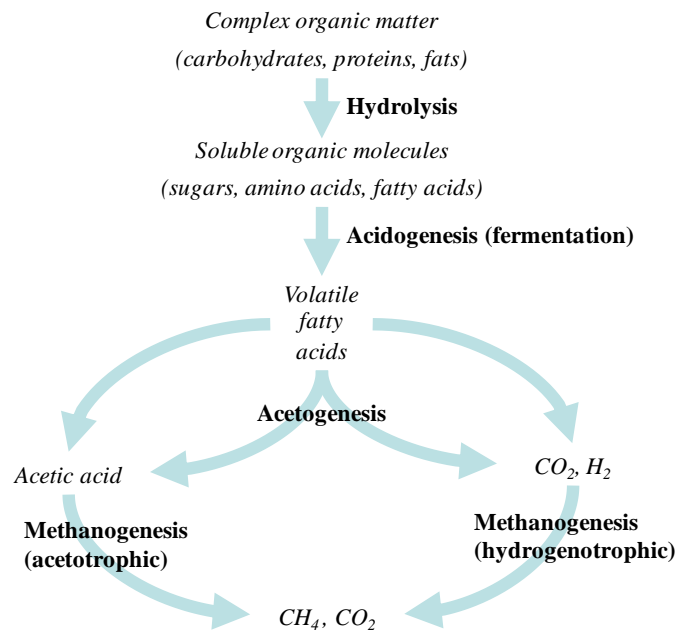 Complex organic matter
(carbohydrates, proteins, fats)
Hydrolysis
Soluble organic molecules
(sugars, amino acids, fatty acids)
Acidogenesis (fermentation)
Volatile
fatty
acids
Acetogenesis
Acetic acid
CO₂, H₂
Methanogenesis
(acetotrophic)
Methanogenesis
(hydrogenotrophic)
CH₄, CO₂